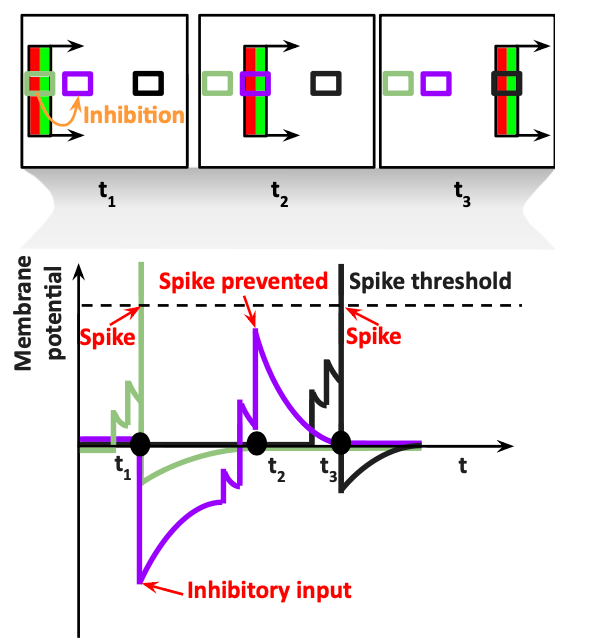 Inhibition
t1 t2 t3
Membrane
potential
Spike prevented Spike threshold
Spike Spike
t1 t2 t3 t
Inhibitory input